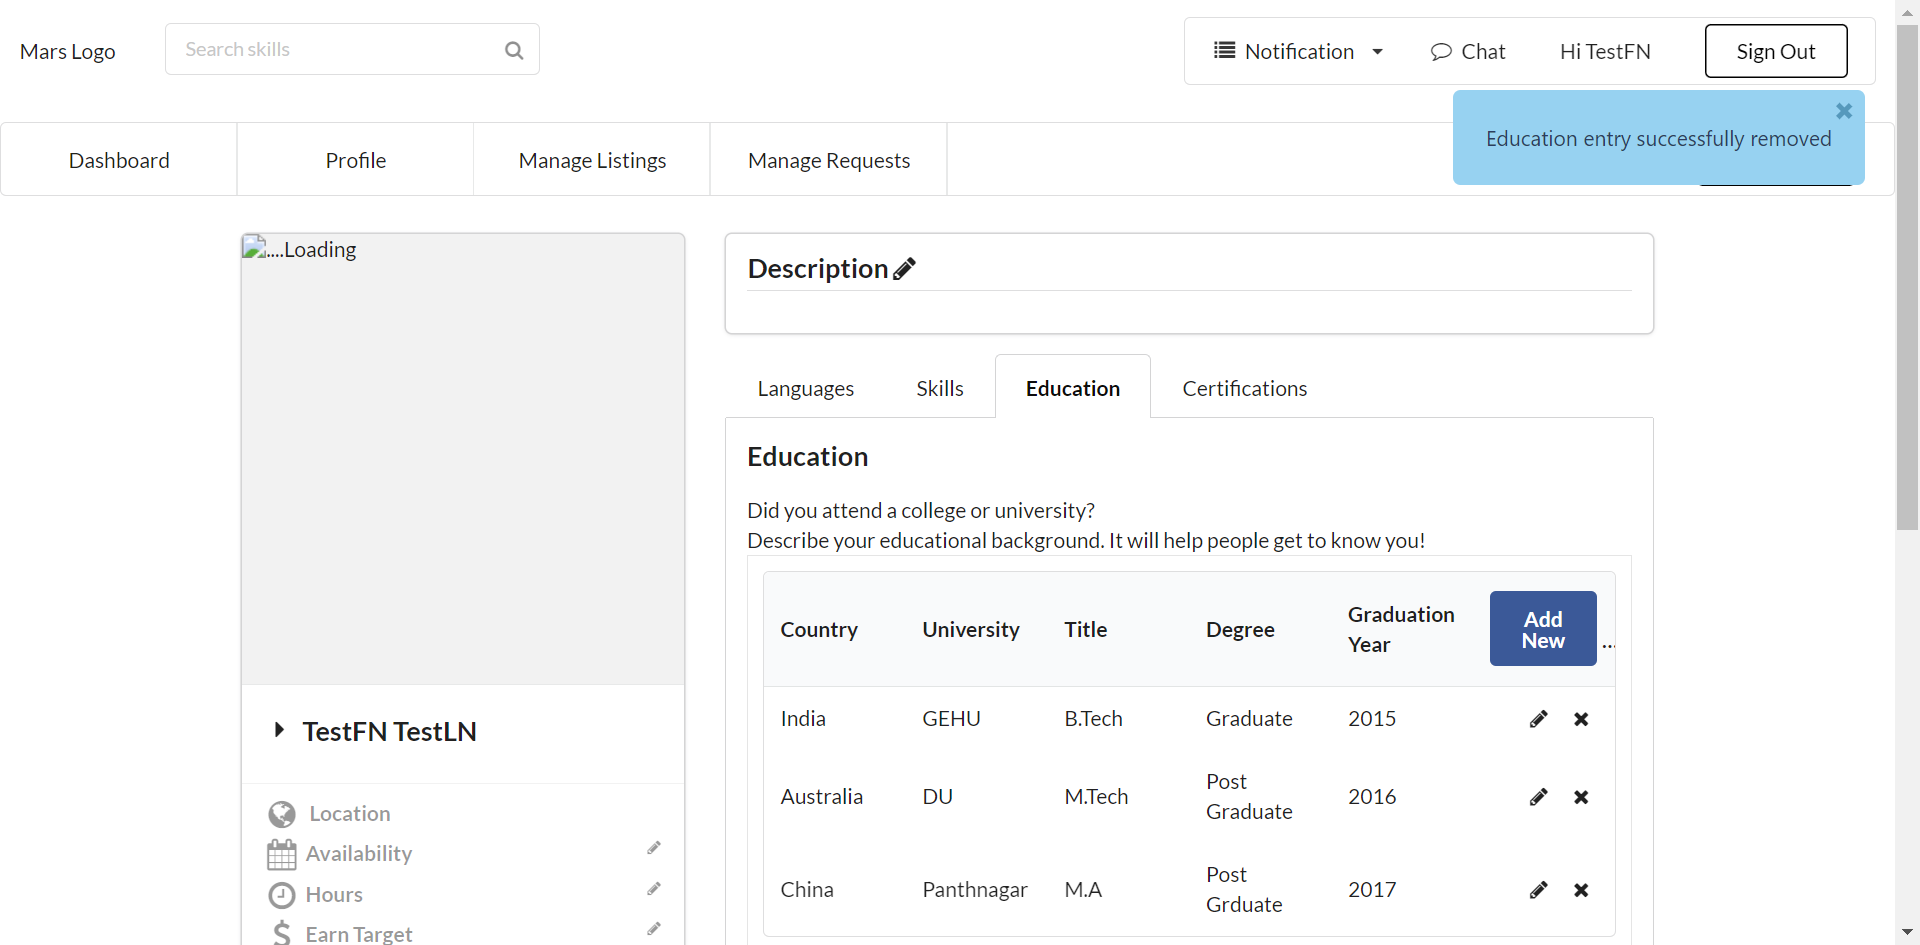 Mars Logo
Search skills
Notification
Chat
Hi TestFN
Sign Out
Education entry successfully removed
Dashboard
Profile
Manage Listings
Manage Requests
....Loading
TestFN TestLN
Location
Availability
Hours
Earn Target
Description
Languages
Skills
Education
Certifications
Education
Did you attend a college or university?
Describe your educational background. It will help people get to know you!
Country University Title Degree Graduation Year Add New ...
India GEHU B.Tech Graduate 2015
Australia DU M.Tech Post Graduate 2016
China Panthnagar M.A Post Grduate 2017